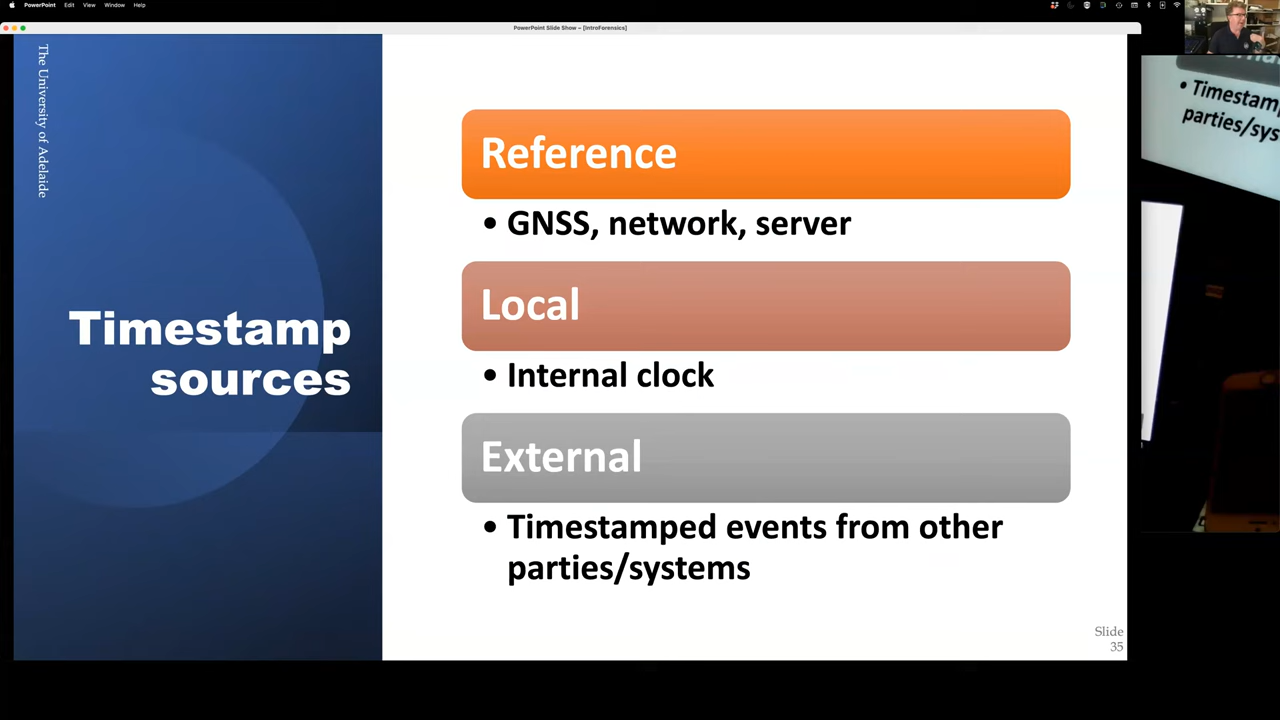 PowerPoint Edit View Window Help
PowerPoint Slide Show – [IntroForensics]
The University of Adelaide
Timestamp
sources
Reference
• GNSS, network, server
Local
• Internal clock
External
• Timestamped events from other
parties/systems
Slide
35
• Timestamp
parties/sys